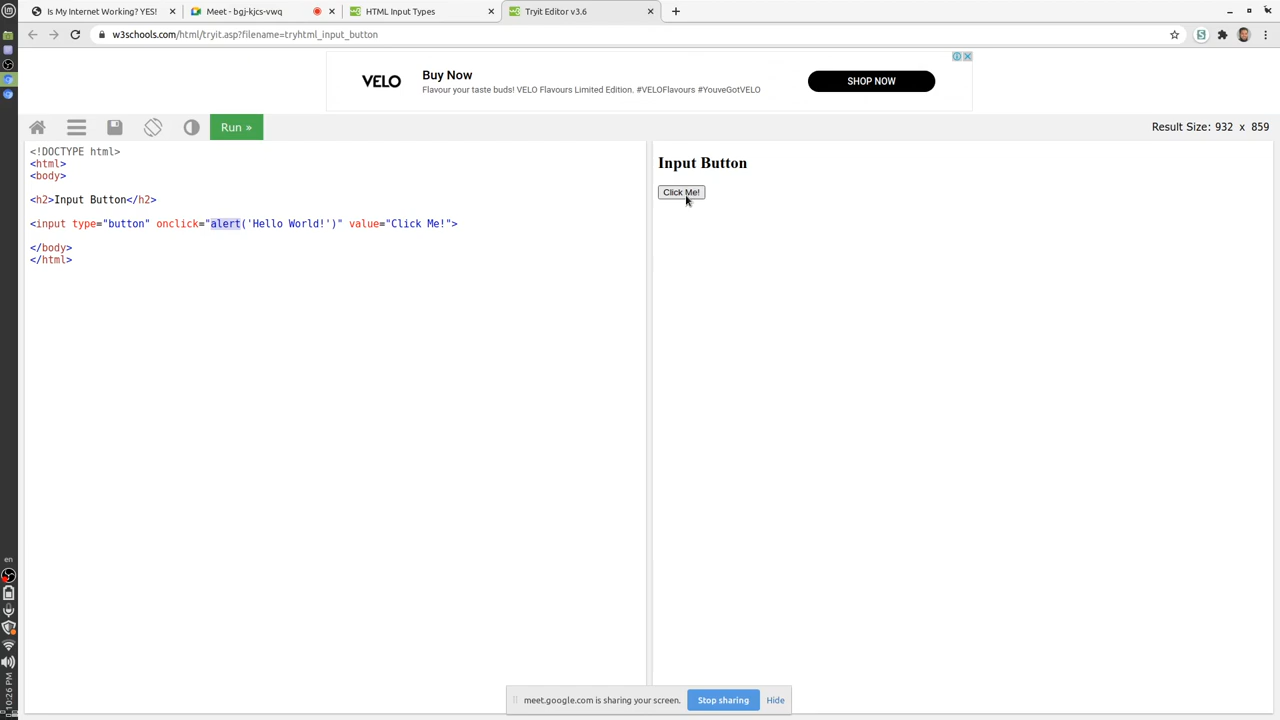 Is My Internet Working? YES!
Meet - bgj-kjcs-vwq
HTML Input Types
Tryit Editor v3.6
w3schools.com/html/tryit.asp?filename=tryhtml_input_button
VELO
Buy Now
Flavour your taste buds! VELO Flavours Limited Edition. #VELOFlavours #YouveGotVELO
SHOP NOW
Run »
Result Size: 932 x 859
<!DOCTYPE html>
<html>
<body>
<h2>Input Button</h2>
<input type="button" onclick="alert('Hello World!')" value="Click Me!">
</body>
</html>
Input Button
Click Me!
en
10:26 PM
meet.google.com is sharing your screen.
Stop sharing
Hide